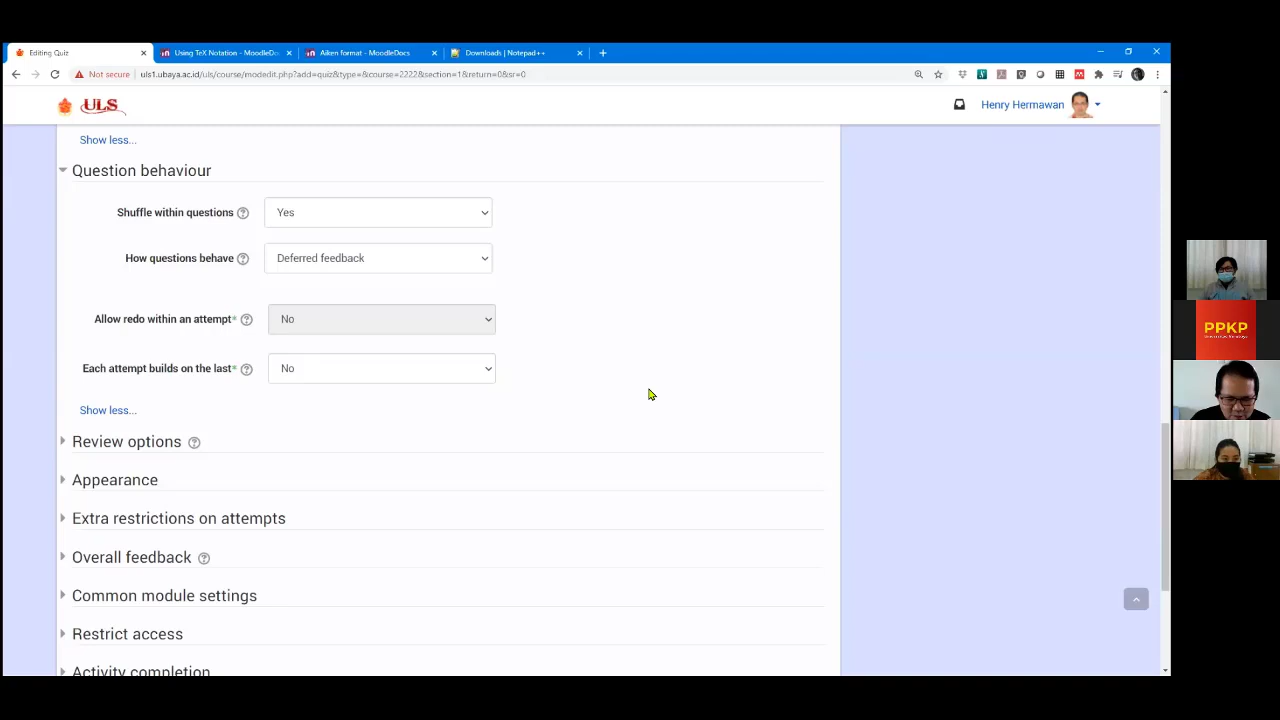 Editing Quiz
Using TeX Notation - MoodleDo
Aiken format - MoodleDocs
Downloads | Notepad++
Not secure
uls1.ubaya.ac.id/uls/course/modedit.php?add=quiz&type=&course=2222&section=1&return=0&sr=0
ULS
Henry Hermawan
Show less...
Question behaviour
Shuffle within questions
Yes
How questions behave
Deferred feedback
Allow redo within an attempt*
No
Each attempt builds on the last*
No
Show less...
Review options
Appearance
Extra restrictions on attempts
Overall feedback
Common module settings
Restrict access
Activity completion
PPKP